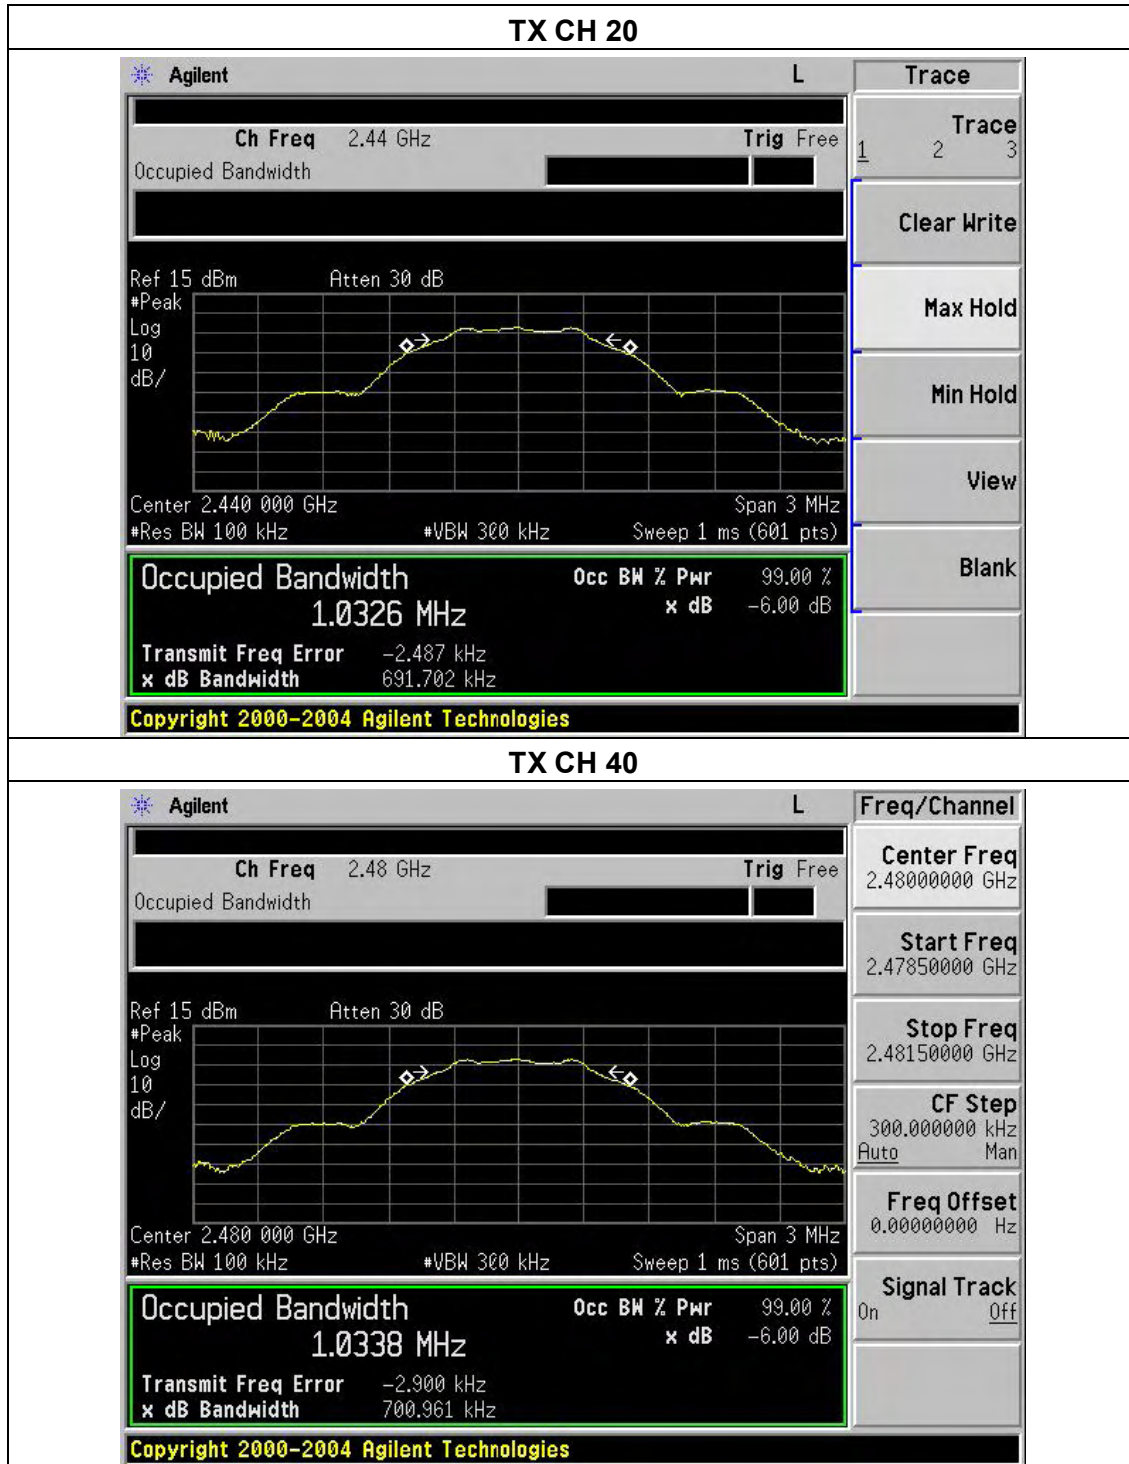 TX CH 20
Agilent L Trace
Ch Freq 2.44 GHz Trig Free
Occupied Bandwidth
Trace
1 2 3
Clear Write
Max Hold
Min Hold
View
Blank
Ref 15 dBm Atten 30 dB
#Peak
Log
10
dB/
Center 2.440 000 GHz Span 3 MHz
#Res BW 100 kHz #VBW 300 kHz Sweep 1 ms (601 pts)
Occupied Bandwidth Occ BW % Pwr 99.00 %
1.0326 MHz x dB -6.00 dB
Transmit Freq Error -2.487 kHz
x dB Bandwidth 691.702 kHz
Copyright 2000-2004 Agilent Technologies
TX CH 40
Agilent L Freq/Channel
Ch Freq 2.48 GHz Trig Free
Occupied Bandwidth
Center Freq
2.48000000 GHz
Start Freq
2.47850000 GHz
Stop Freq
2.48150000 GHz
CF Step
300.000000 kHz
Auto Man
Freq Offset
0.00000000 Hz
Signal Track
On Off
Ref 15 dBm Atten 30 dB
#Peak
Log
10
dB/
Center 2.480 000 GHz Span 3 MHz
#Res BW 100 kHz #VBW 300 kHz Sweep 1 ms (601 pts)
Occupied Bandwidth Occ BW % Pwr 99.00 %
1.0338 MHz x dB -6.00 dB
Transmit Freq Error -2.900 kHz
x dB Bandwidth 700.961 kHz
Copyright 2000-2004 Agilent Technologies